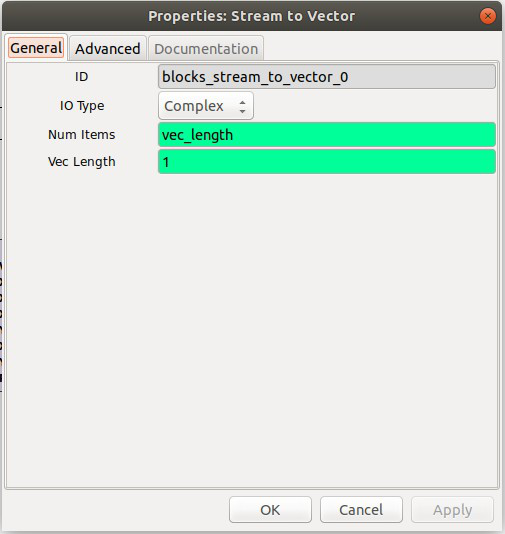 Properties: Stream to Vector
General Advanced Documentation
ID blocks_stream_to_vector_0
IO Type Complex
Num Items vec_length
Vec Length 1
OK Cancel Apply